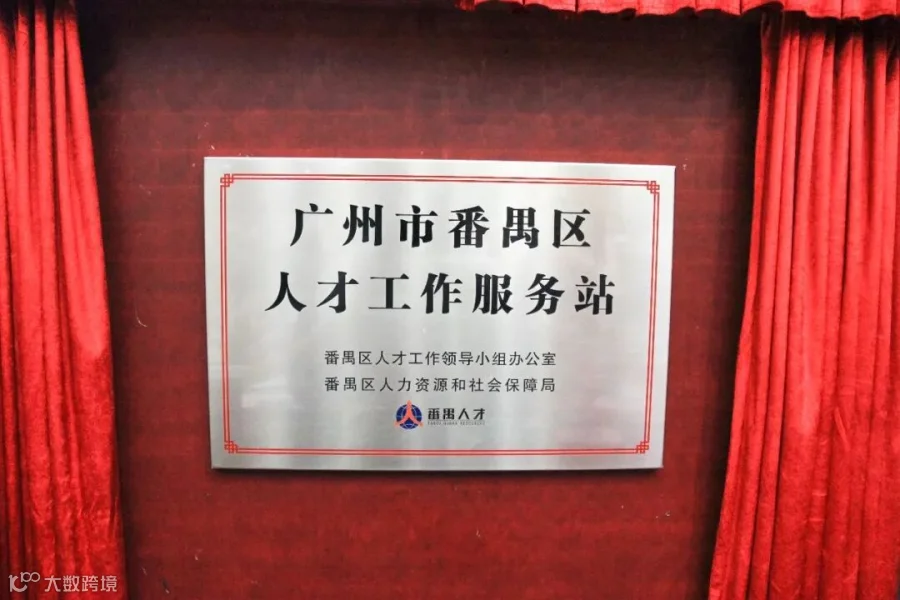 广州市番禺区
人才工作服务站
番禺区人才工作领导小组办公室
番禺区人力资源和社会保障局
番禺人才
大数跨境